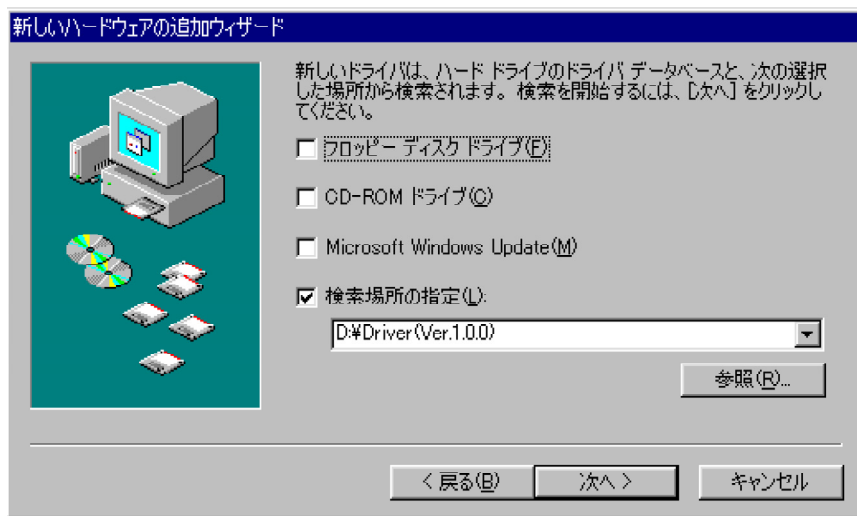 新しいハードウェアの追加ウィザード
新しいドライバは、ハード ドライブのドライバ データベースと、次の選択
した場所から検索されます。検索を開始するには、[次へ] をクリックし
てください。
フロッピー ディスク ドライブ(F)
CD-ROM ドライブ(C)
Microsoft Windows Update(M)
検索場所の指定(L):
D:¥Driver(Ver.1.0.0)
参照(R)...
< 戻る(B)
次へ >
キャンセル